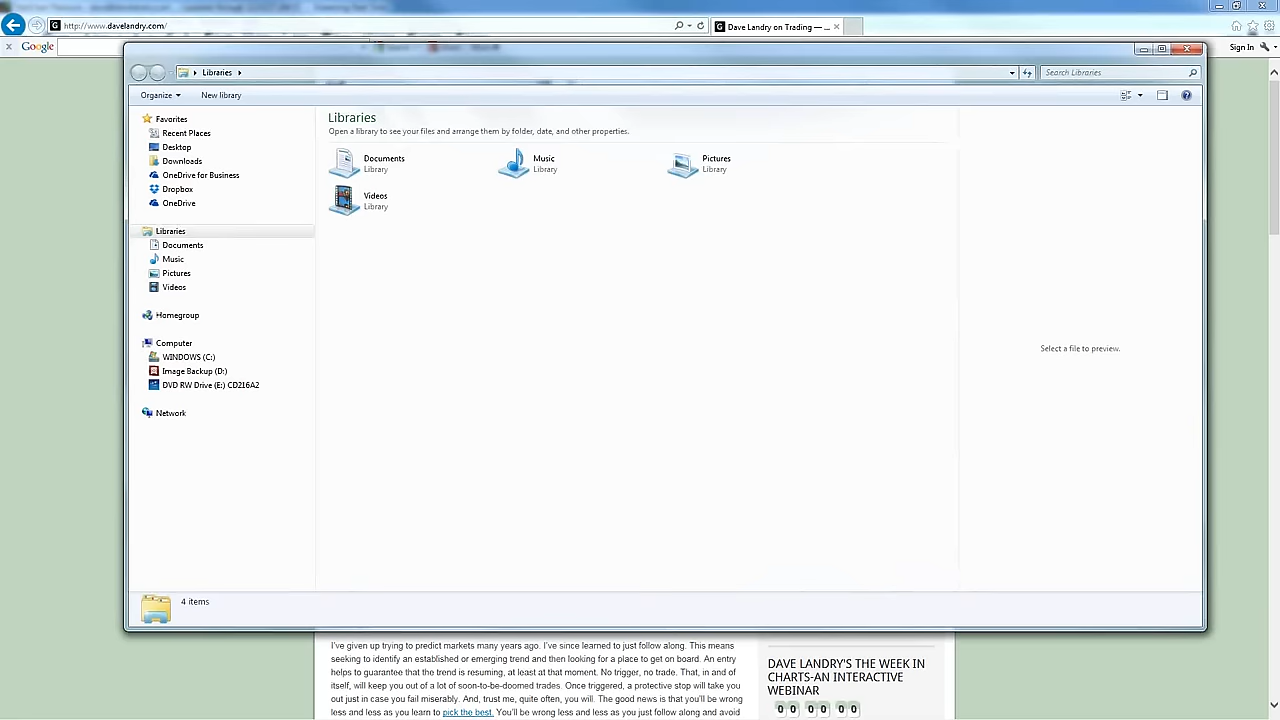 http://www.davelandry.com/
Dave Landry on Trading — ...
Google
Sign In
Libraries
Search Libraries
Organize
New library
Favorites
Recent Places
Desktop
Downloads
OneDrive for Business
Dropbox
OneDrive
Libraries
Documents
Music
Pictures
Videos
Homegroup
Computer
WINDOWS (C:)
Image Backup (D:)
DVD RW Drive (E:) CD216A2
Network
Libraries
Open a library to see your files and arrange them by folder, date, and other properties.
Documents
Library
Music
Library
Pictures
Library
Videos
Library
Select a file to preview.
4 items
I've given up trying to predict markets many years ago. I've since learned to just follow along. This means
seeking to identify an established or emerging trend and then looking for a place to get on board. An entry
helps to guarantee that the trend is resuming, at least at that moment. No trigger, no trade. That, in and of
itself, will keep you out of a lot of soon-to-be-doomed trades. Once triggered, a protective stop will take you
out just in case you fail miserably. And, trust me, quite often, you will. The good news is that you'll be wrong
less and less as you learn to pick the best. You'll be wrong less and less as you just follow along and avoid
DAVE LANDRY'S THE WEEK IN
CHARTS-AN INTERACTIVE
WEBINAR
00 00 00